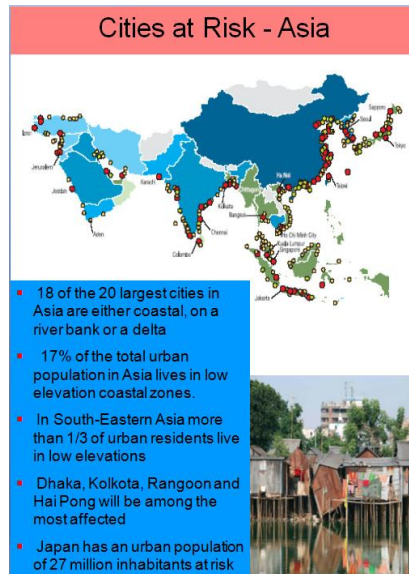 Cities at Risk - Asia
Sapporo
Seoul
Tokyo
Izmir
Jerusalem
Jeddah
Aden
Karachi
Kolkata
Chennai
Colombo
Rangoon
Ha Noi
Taipei
Ho Chi Minh City
Kuala Lumpur
Singapore
Jakarta
18 of the 20 largest cities in
Asia are either coastal, on a
river bank or a delta
17% of the total urban
population in Asia lives in low
elevation coastal zones.
In South-Eastern Asia more
than 1/3 of urban residents live
in low elevations
Dhaka, Kolkota, Rangoon and
Hai Pong will be among the
most affected
Japan has an urban population
of 27 million inhabitants at risk